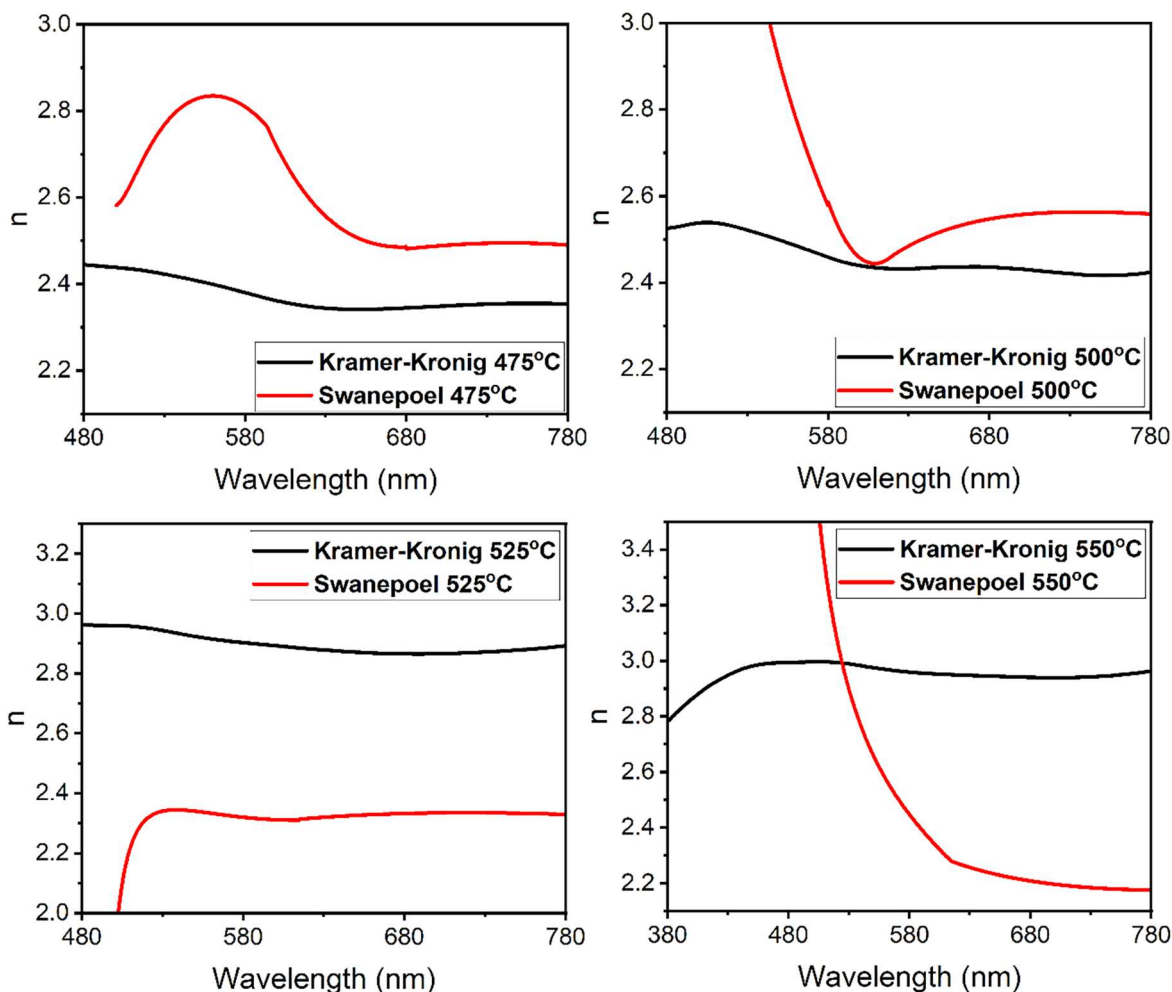 3.0
2.8
2.6
2.4
2.2
n
Kramer-Kronig 475°C
Swanepoel 475°C
480 580 680 780
Wavelength (nm)
3.0
2.8
2.6
2.4
2.2
n
Kramer-Kronig 500°C
Swanepoel 500°C
480 580 680 780
Wavelength (nm)
3.2
3.0
2.8
2.6
2.4
2.2
2.0
n
Kramer-Kronig 525°C
Swanepoel 525°C
480 580 680 780
Wavelength (nm)
3.4
3.2
3.0
2.8
2.6
2.4
2.2
n
Kramer-Kronig 550°C
Swanepoel 550°C
380 480 580 680 780
Wavelength (nm)